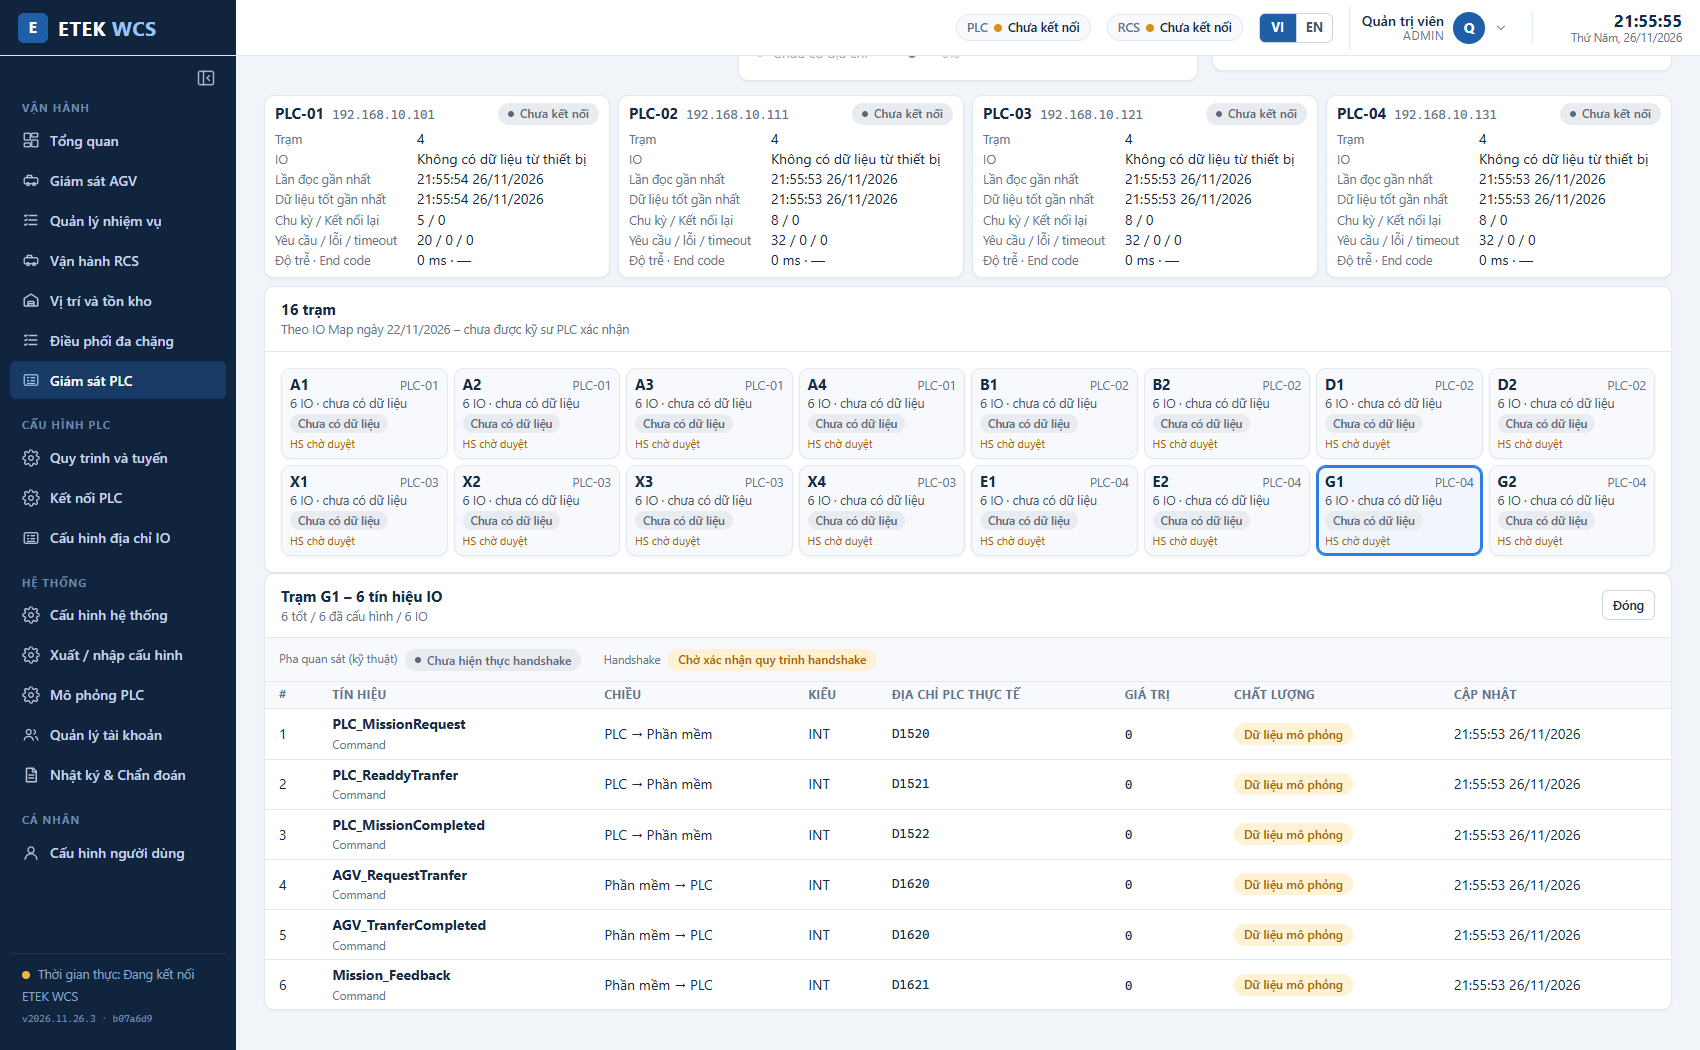 E ETEK WCS
PLC Chưa kết nối RCS Chưa kết nối VI EN Quản trị viên ADMIN Q 21:55:55 Thứ Năm, 26/11/2026
VẬN HÀNH
Tổng quan
Giám sát AGV
Quản lý nhiệm vụ
Vận hành RCS
Vị trí và tồn kho
Điều phối đa chặng
Giám sát PLC
CẤU HÌNH PLC
Quy trình và tuyến
Kết nối PLC
Cấu hình địa chỉ IO
HỆ THỐNG
Cấu hình hệ thống
Xuất / nhập cấu hình
Mô phỏng PLC
Quản lý tài khoản
Nhật ký & Chẩn đoán
CÁ NHÂN
Cấu hình người dùng
Thời gian thực: Đang kết nối
ETEK WCS
v2026.11.26.3 · b07a6d9
PLC-01 192.168.10.101 Chưa kết nối
Trạm 4
IO Không có dữ liệu từ thiết bị
Lần đọc gần nhất 21:55:54 26/11/2026
Dữ liệu tốt gần nhất 21:55:54 26/11/2026
Chu kỳ / Kết nối lại 5 / 0
Yêu cầu / lỗi / timeout 20 / 0 / 0
Độ trễ · End code 0 ms · —
PLC-02 192.168.10.111 Chưa kết nối
Trạm 4
IO Không có dữ liệu từ thiết bị
Lần đọc gần nhất 21:55:53 26/11/2026
Dữ liệu tốt gần nhất 21:55:53 26/11/2026
Chu kỳ / Kết nối lại 8 / 0
Yêu cầu / lỗi / timeout 32 / 0 / 0
Độ trễ · End code 0 ms · —
PLC-03 192.168.10.121 Chưa kết nối
Trạm 4
IO Không có dữ liệu từ thiết bị
Lần đọc gần nhất 21:55:53 26/11/2026
Dữ liệu tốt gần nhất 21:55:53 26/11/2026
Chu kỳ / Kết nối lại 8 / 0
Yêu cầu / lỗi / timeout 32 / 0 / 0
Độ trễ · End code 0 ms · —
PLC-04 192.168.10.131 Chưa kết nối
Trạm 4
IO Không có dữ liệu từ thiết bị
Lần đọc gần nhất 21:55:53 26/11/2026
Dữ liệu tốt gần nhất 21:55:53 26/11/2026
Chu kỳ / Kết nối lại 8 / 0
Yêu cầu / lỗi / timeout 32 / 0 / 0
Độ trễ · End code 0 ms · —
16 trạm
Theo IO Map ngày 22/11/2026 – chưa được kỹ sư PLC xác nhận
A1 PLC-01 A2 PLC-01 A3 PLC-01 A4 PLC-01 B1 PLC-02 B2 PLC-02 D1 PLC-02 D2 PLC-02
6 IO · chưa có dữ liệu 6 IO · chưa có dữ liệu 6 IO · chưa có dữ liệu 6 IO · chưa có dữ liệu 6 IO · chưa có dữ liệu 6 IO · chưa có dữ liệu 6 IO · chưa có dữ liệu 6 IO · chưa có dữ liệu
Chưa có dữ liệu Chưa có dữ liệu Chưa có dữ liệu Chưa có dữ liệu Chưa có dữ liệu Chưa có dữ liệu Chưa có dữ liệu Chưa có dữ liệu
HS chờ duyệt HS chờ duyệt HS chờ duyệt HS chờ duyệt HS chờ duyệt HS chờ duyệt HS chờ duyệt HS chờ duyệt
X1 PLC-03 X2 PLC-03 X3 PLC-03 X4 PLC-03 E1 PLC-04 E2 PLC-04 G1 PLC-04 G2 PLC-04
6 IO · chưa có dữ liệu 6 IO · chưa có dữ liệu 6 IO · chưa có dữ liệu 6 IO · chưa có dữ liệu 6 IO · chưa có dữ liệu 6 IO · chưa có dữ liệu 6 IO · chưa có dữ liệu 6 IO · chưa có dữ liệu
Chưa có dữ liệu Chưa có dữ liệu Chưa có dữ liệu Chưa có dữ liệu Chưa có dữ liệu Chưa có dữ liệu Chưa có dữ liệu Chưa có dữ liệu
HS chờ duyệt HS chờ duyệt HS chờ duyệt HS chờ duyệt HS chờ duyệt HS chờ duyệt HS chờ duyệt HS chờ duyệt
Trạm G1 – 6 tín hiệu IO
6 tốt / 6 đã cấu hình / 6 IO
Đóng
Pha quan sát (kỹ thuật) Chưa hiện thực handshake Handshake Chờ xác nhận quy trình handshake
# TÍN HIỆU CHIỀU KIỂU ĐỊA CHỈ PLC THỰC TẾ GIÁ TRỊ CHẤT LƯỢNG CẬP NHẬT
1 PLC_MissionRequest Command PLC → Phần mềm INT D1520 0 Dữ liệu mô phỏng 21:55:53 26/11/2026
2 PLC_ReaddyTranfer Command PLC → Phần mềm INT D1521 0 Dữ liệu mô phỏng 21:55:53 26/11/2026
3 PLC_MissionCompleted Command PLC → Phần mềm INT D1522 0 Dữ liệu mô phỏng 21:55:53 26/11/2026
4 AGV_RequestTranfer Command Phần mềm → PLC INT D1620 0 Dữ liệu mô phỏng 21:55:53 26/11/2026
5 AGV_TranferCompleted Command Phần mềm → PLC INT D1620 0 Dữ liệu mô phỏng 21:55:53 26/11/2026
6 Mission_Feedback Command Phần mềm → PLC INT D1621 0 Dữ liệu mô phỏng 21:55:53 26/11/2026